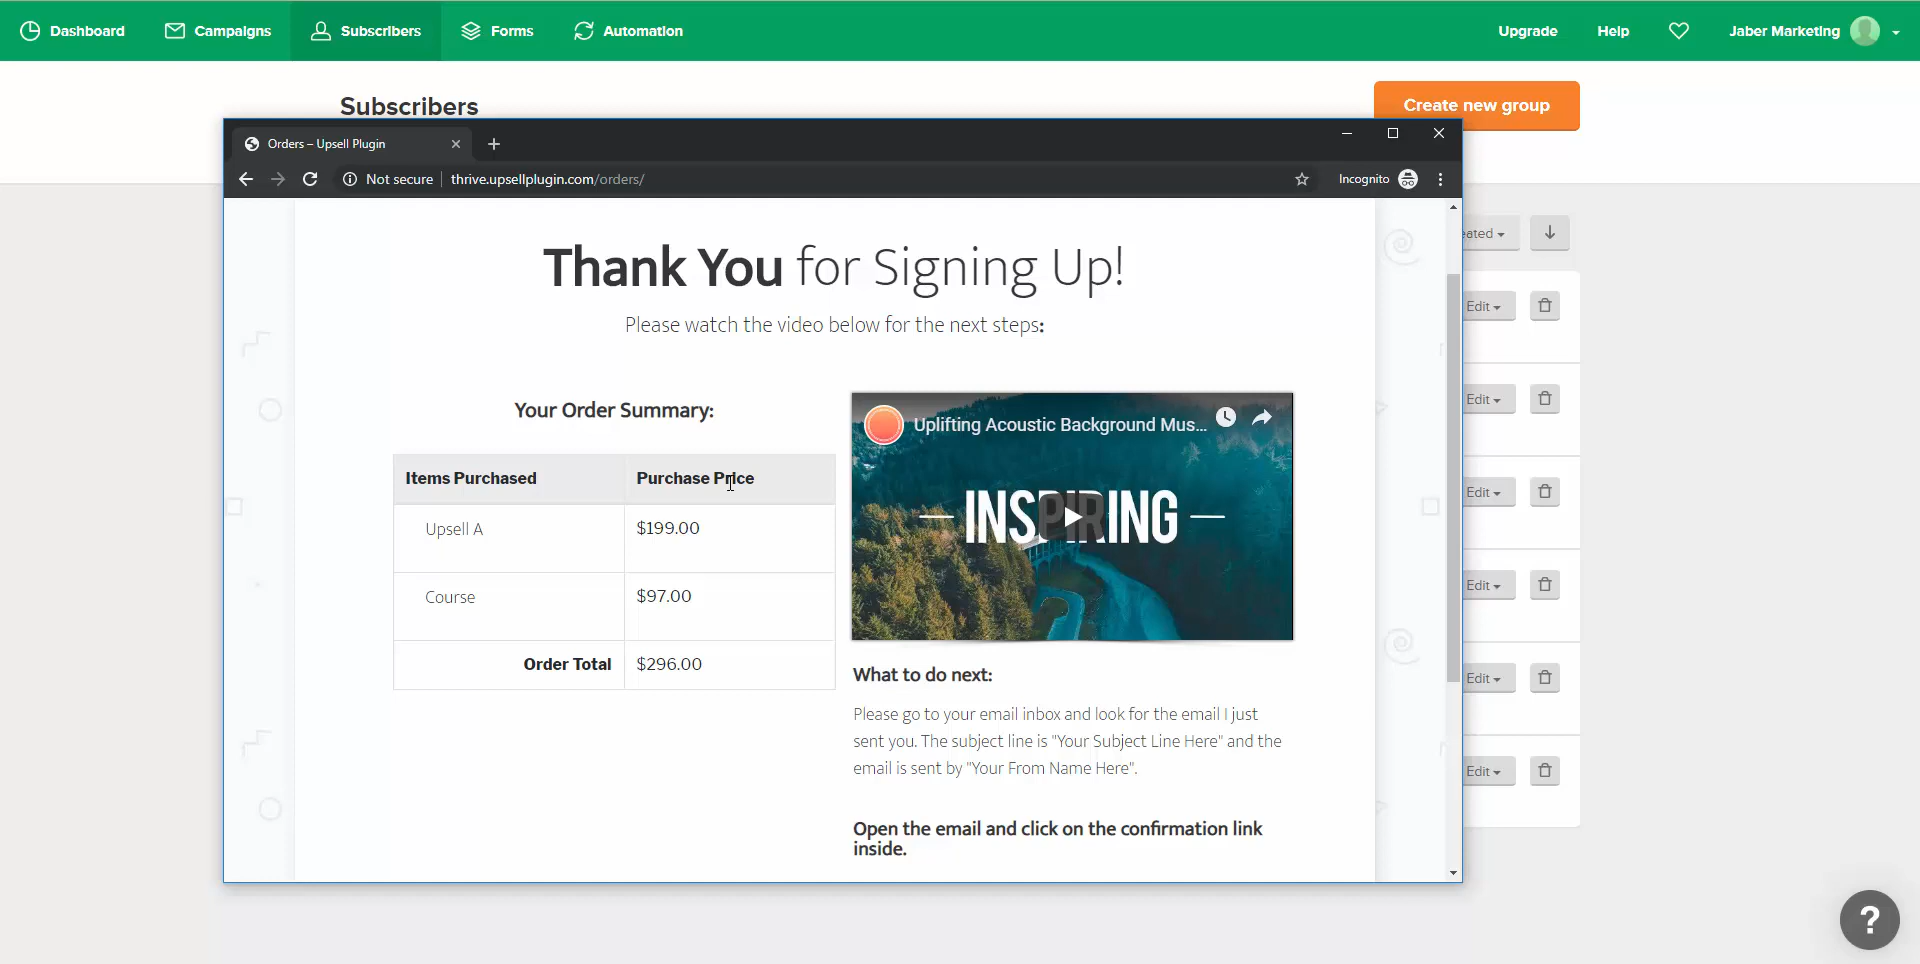 Dashboard
Campaigns
Subscribers
Forms
Automation
Upgrade
Help
Jaber Marketing
Subscribers
Create new group
Orders – Upsell Plugin
Not secure
thrive.upsellplugin.com/orders/
Incognito
Thank You for Signing Up!
Please watch the video below for the next steps:
Your Order Summary:
Items Purchased
Purchase Price
Upsell A
$199.00
Course
$97.00
Order Total
$296.00
Uplifting Acoustic Background Mus...
INSPIRING
What to do next:
Please go to your email inbox and look for the email I just
sent you. The subject line is "Your Subject Line Here" and the
email is sent by "Your From Name Here".
Open the email and click on the confirmation link
inside.
Edit
Edit
Edit
Edit
Edit
Edit
?